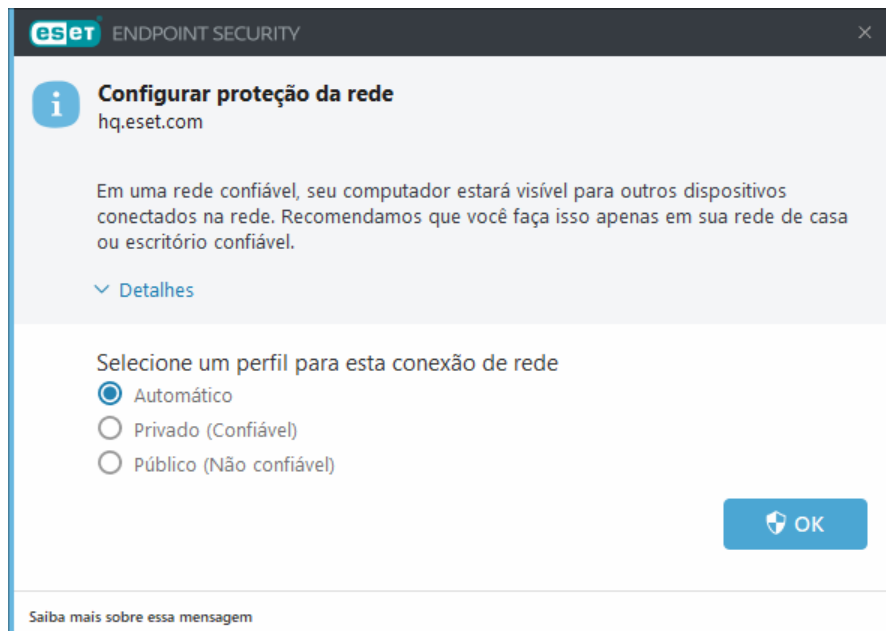 eset ENDPOINT SECURITY
Configurar proteção da rede
hq.eset.com
Em uma rede confiável, seu computador estará visível para outros dispositivos
conectados na rede. Recomendamos que você faça isso apenas em sua rede de casa
ou escritório confiável.
Detalhes
Selecione um perfil para esta conexão de rede
Automático
Privado (Confiável)
Público (Não confiável)
OK
Saiba mais sobre essa mensagem